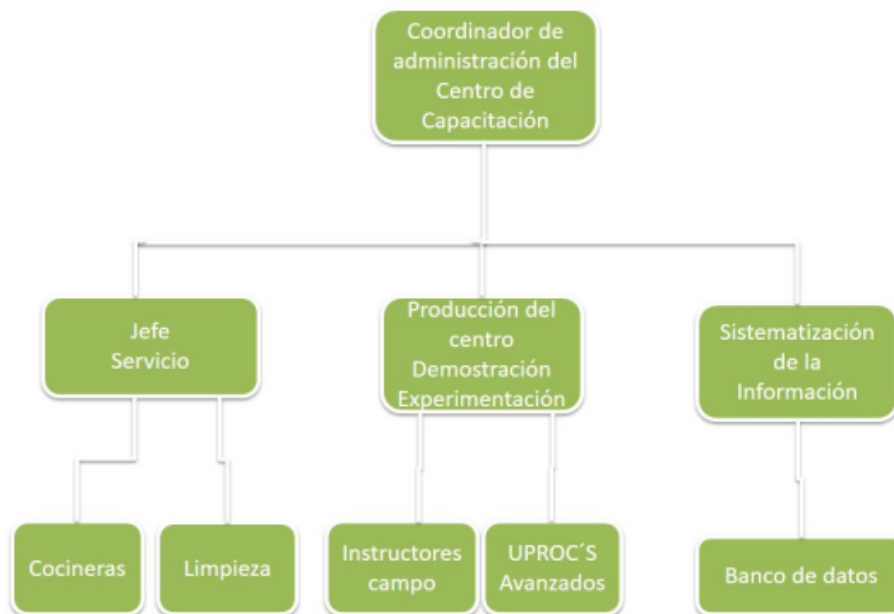 Coordinador de
administración del
Centro de
Capacitación
Jefe
Servicio
Producción del
centro
Demostración
Experimentación
Sistematización
de la
Información
Cocineras
Limpieza
Instructores
campo
UPROC´S
Avanzados
Banco de datos